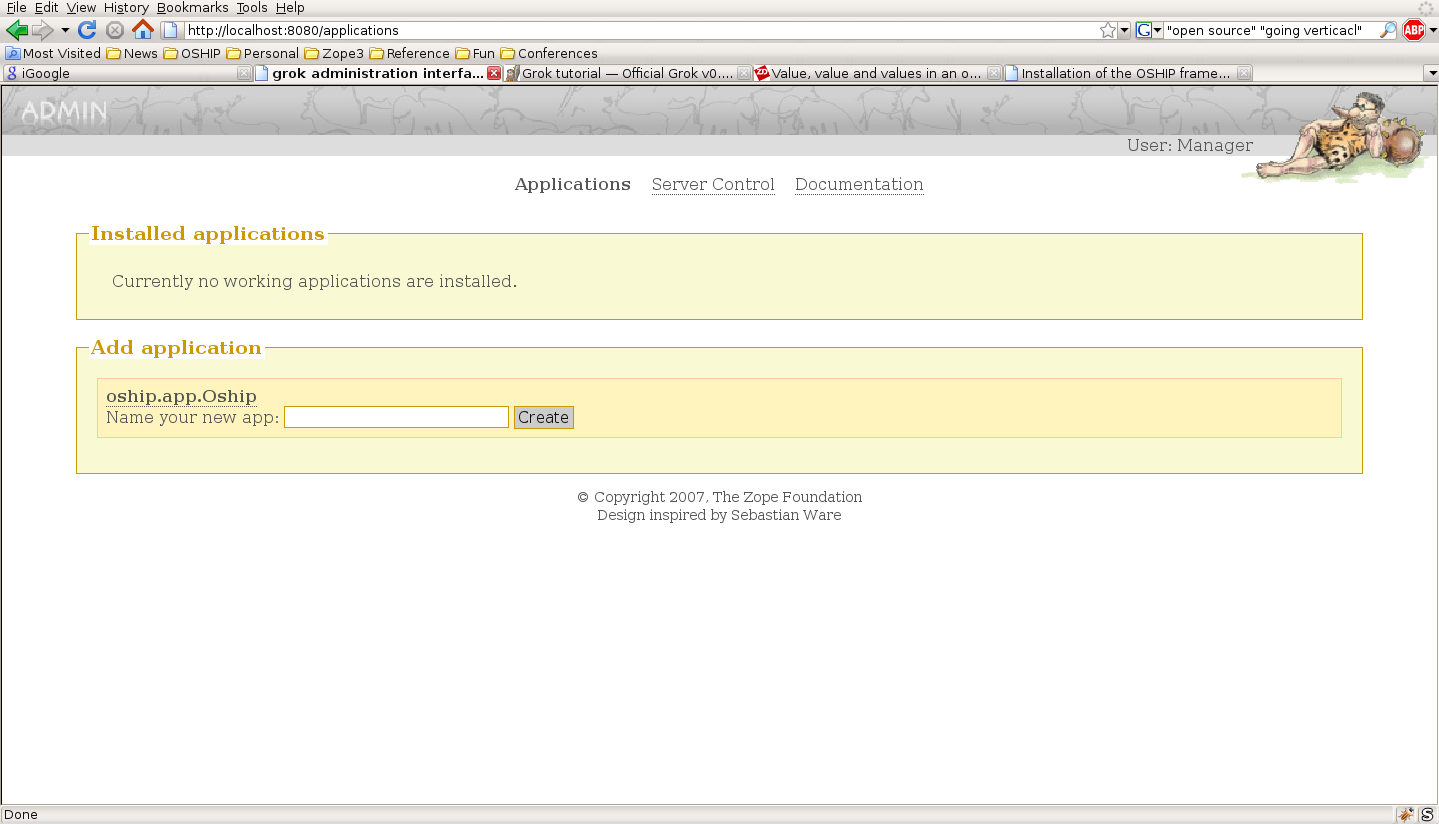 File Edit View History Bookmarks Tools Help
http://localhost:8080/applications G "open source" "going verticacl" ABP
Most Visited News OSHIP Personal Zope3 Reference Fun Conferences
iGoogle grok administration interfa... Grok tutorial — Official Grok v0.... ZD Value, value and values in an o... Installation of the OSHIP frame...
ADMIN
User: Manager
Applications Server Control Documentation
Installed applications
Currently no working applications are installed.
Add application
oship.app.Oship
Name your new app: Create
© Copyright 2007, The Zope Foundation
Design inspired by Sebastian Ware
Done